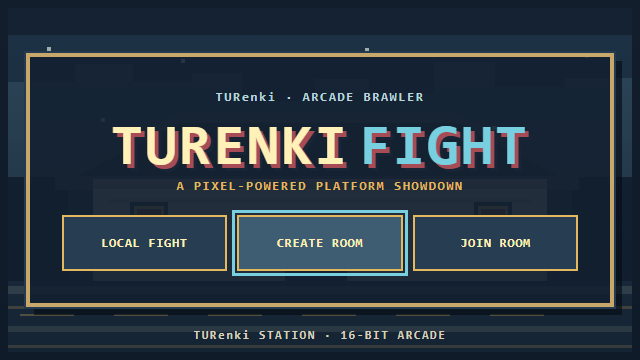 TURenki · ARCADE BRAWLER
TURENKI FIGHT
A PIXEL-POWERED PLATFORM SHOWDOWN
LOCAL FIGHT
CREATE ROOM
JOIN ROOM
TURenki STATION · 16-BIT ARCADE